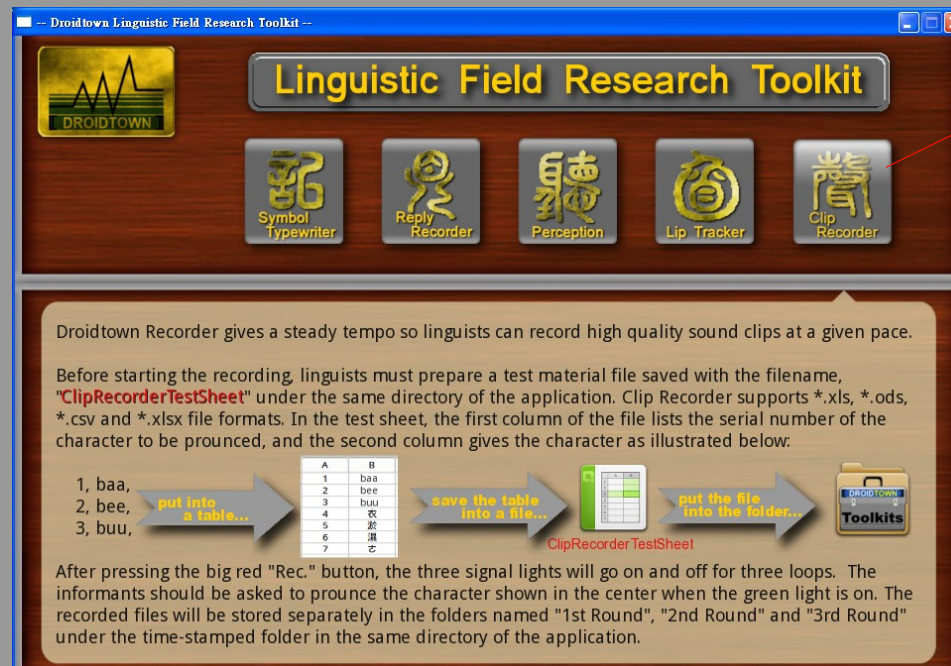 -- Droidtown Linguistic Field Research Toolkit --
DROIDTOWN
Linguistic Field Research Toolkit
記
Symbol
Typewriter
Reply
Recorder
聽
Perception
Lip Tracker
聲
Clip
Recorder
Droidtown Recorder gives a steady tempo so linguists can record high quality sound clips at a given pace.
Before starting the recording, linguists must prepare a test material file saved with the filename,
"ClipRecorderTestSheet" under the same directory of the application. Clip Recorder supports *.xls, *.ods,
*.csv and *.xlsx file formats. In the test sheet, the first column of the file lists the serial number of the
character to be prounced, and the second column gives the character as illustrated below:
1, baa,
2, bee,
3, buu,
put into
a table...
A B
1 baa
2 bee
3 buu
4 衣
5 淤
6 濕
7 ㄜ
save the table
into a file...
ClipRecorderTestSheet
put the file
into the folder...
DROIDTOWN
Toolkits
After pressing the big red "Rec." button, the three signal lights will go on and off for three loops. The
informants should be asked to prounce the character shown in the center when the green light is on. The
recorded files will be stored separately in the folders named "1st Round", "2nd Round" and "3rd Round"
under the time-stamped folder in the same directory of the application.